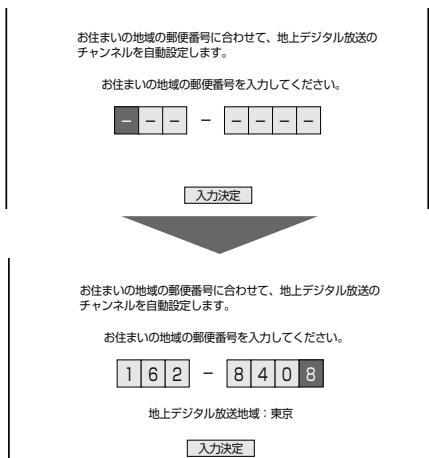 お住まいの地域の郵便番号に合わせて、地上デジタル放送の
チャンネルを自動設定します。
お住まいの地域の郵便番号を入力してください。
– – – – – – – –
入力決定
お住まいの地域の郵便番号に合わせて、地上デジタル放送の
チャンネルを自動設定します。
お住まいの地域の郵便番号を入力してください。
1 6 2 – 8 4 0 8
地上デジタル放送地域：東京
入力決定